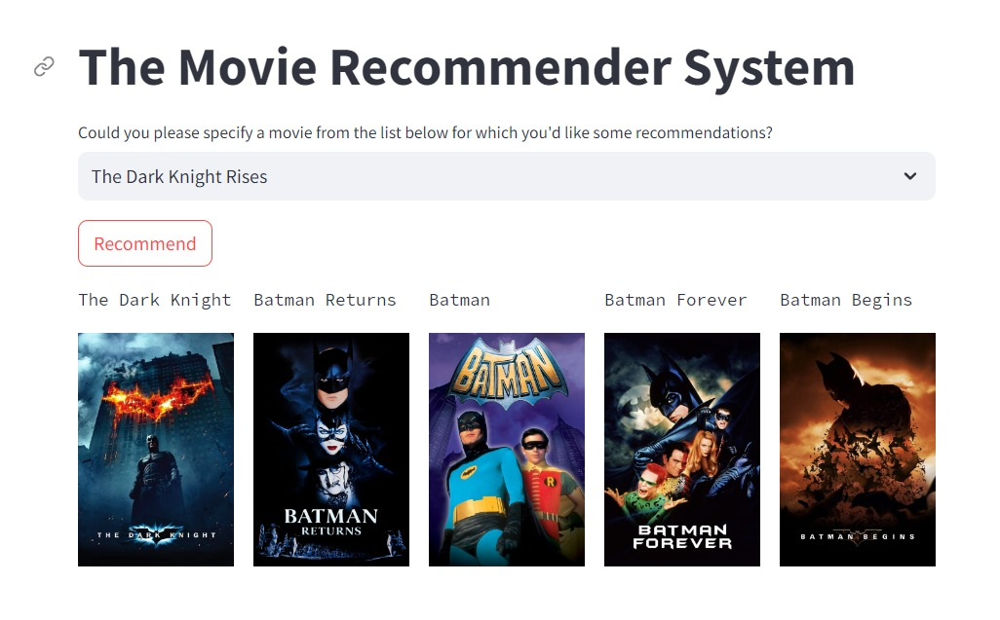 The Movie Recommender System
Could you please specify a movie from the list below for which you'd like some recommendations?
The Dark Knight Rises
Recommend
The Dark Knight
Batman Returns
Batman
Batman Forever
Batman Begins
THE DARK KNIGHT
BATMAN
RETURNS
BATMAN
R
BATMAN
FOREVER
BATMAN BEGINS